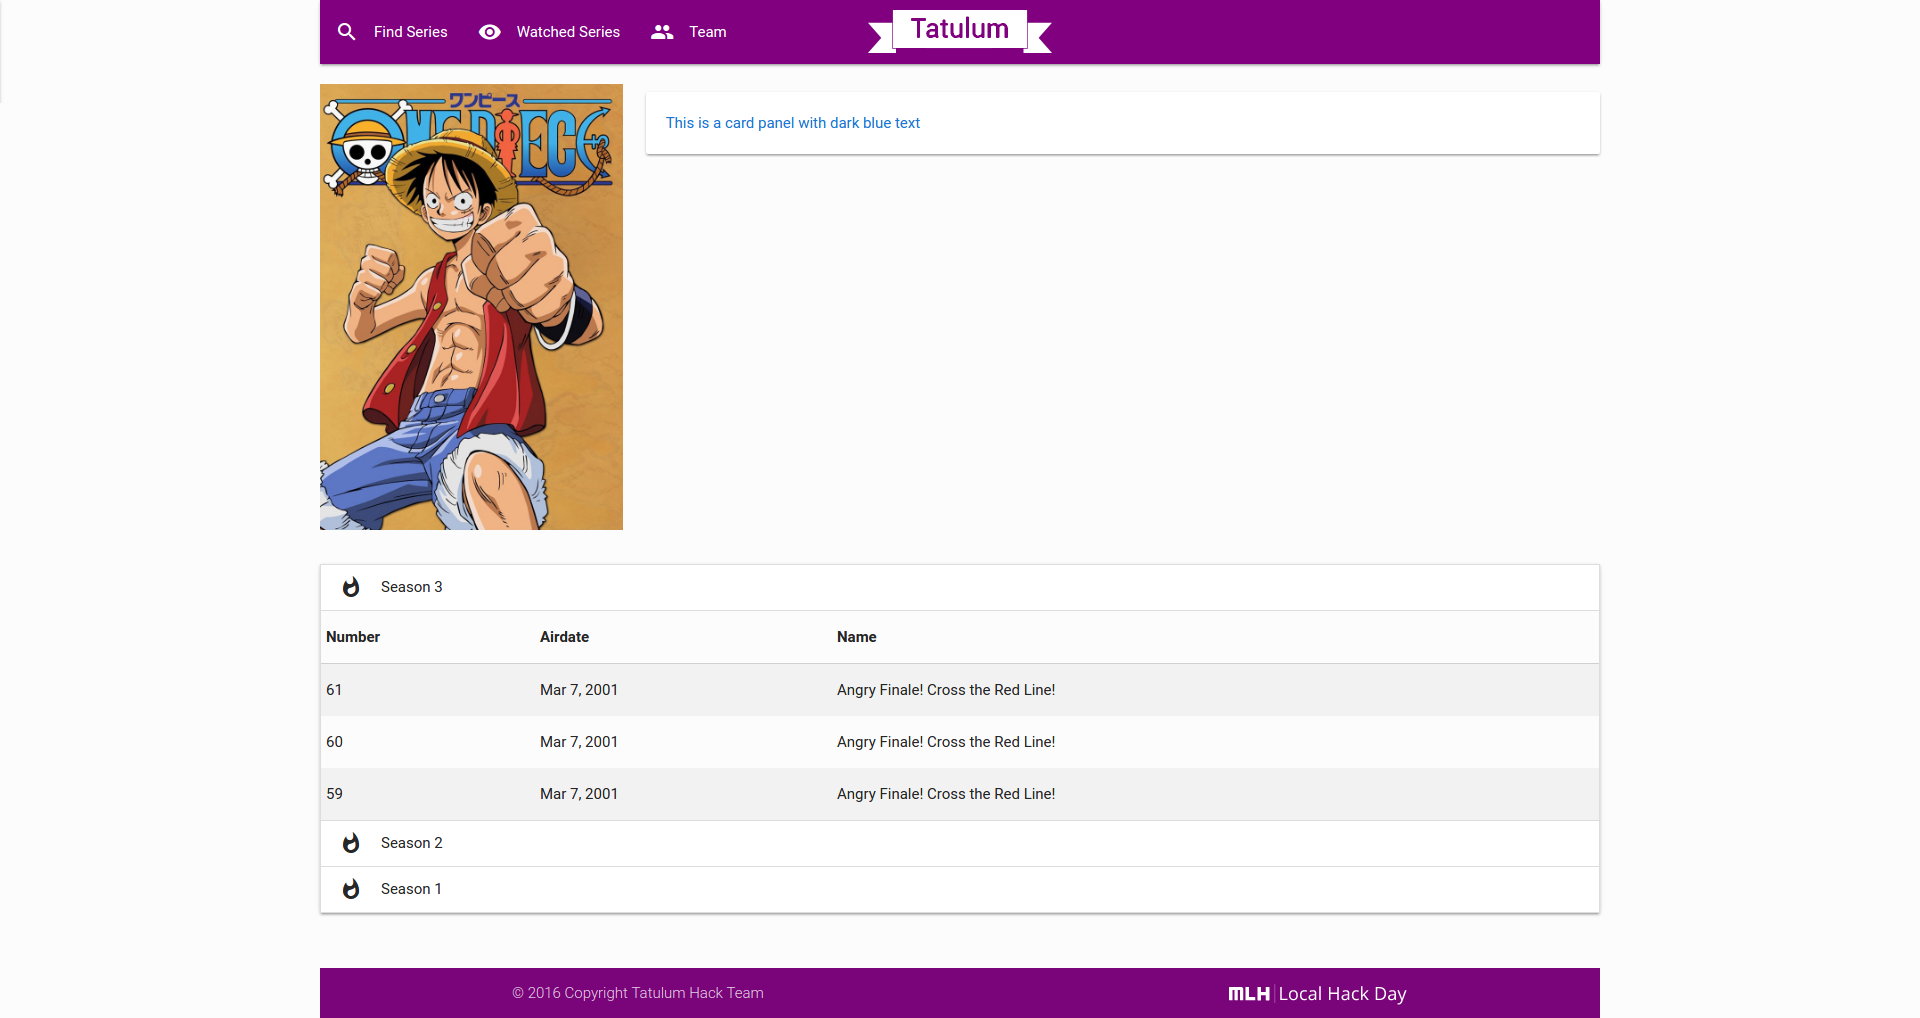 Find Series
Watched Series
Team
Tatulum
ワンピース
ONE PIECE
This is a card panel with dark blue text
Season 3
Number Airdate Name
61 Mar 7, 2001 Angry Finale! Cross the Red Line!
60 Mar 7, 2001 Angry Finale! Cross the Red Line!
59 Mar 7, 2001 Angry Finale! Cross the Red Line!
Season 2
Season 1
© 2016 Copyright Tatulum Hack Team
MLH Local Hack Day